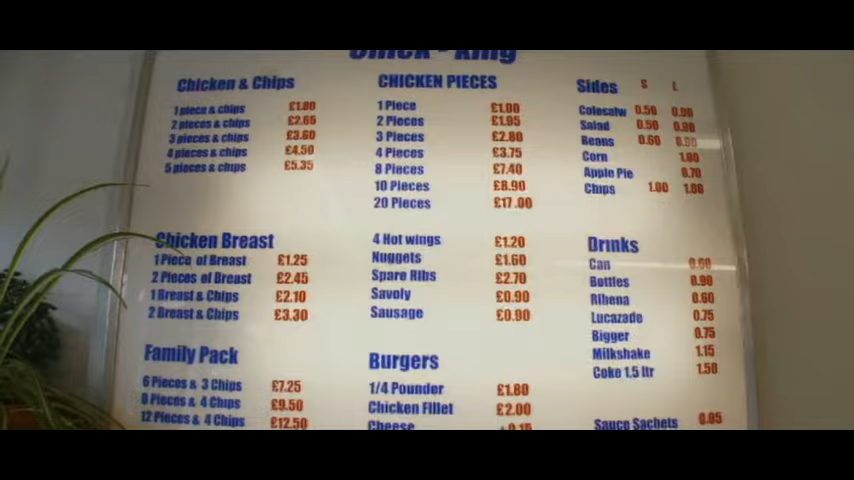 Chick - King
Chicken & Chips
1 piece & chips £1.80
2 pieces & chips £2.65
3 pieces & chips £3.60
4 pieces & chips £4.50
5 pieces & chips £5.35
Chicken Breast
1 Piece of Breast £1.25
2 Pieces of Breast £2.45
1 Breast & Chips £2.10
2 Breast & Chips £3.30
Family Pack
6 Pieces & 3 Chips £7.25
8 Pieces & 4 Chips £9.50
12 Pieces & 4 Chips £12.50
CHICKEN PIECES
1 Piece £1.00
2 Pieces £1.95
3 Pieces £2.80
4 Pieces £3.75
8 Pieces £7.40
10 Pieces £8.90
20 Pieces £17.00
4 Hot wings £1.20
Nuggets £1.60
Spare Ribs £2.70
Savoly £0.90
Sausage £0.90
Burgers
1/4 Pounder £1.80
Chicken Fillet £2.00
Cheese
Sides S L
Coleslaw 0.50 0.90
Salad 0.50 0.90
Beans 0.60 0.90
Corn 1.00
Apple Pie 0.70
Chips 1.00 1.00
Drinks
Can 0.60
Bottles 0.90
Ribena 0.60
Lucazade 0.75
Bigger 0.75
Milkshake 1.15
Coke 1.5 ltr 1.50
Sauce Sachets 0.05